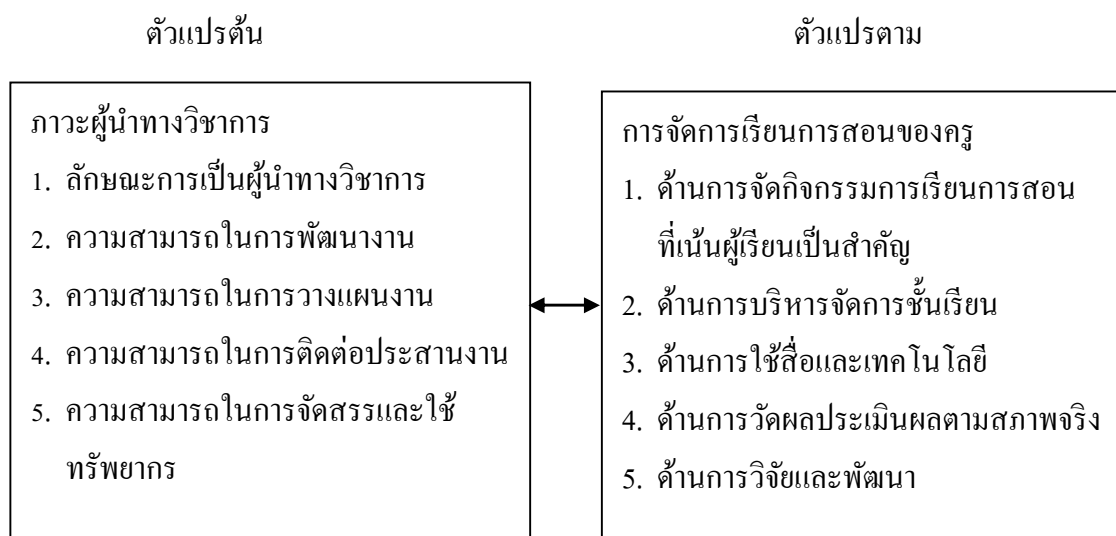 ตัวแปรต้น
ตัวแปรตาม
ภาวะผู้นำทางวิชาการ
1. ลักษณะการเป็นผู้นำทางวิชาการ
2. ความสามารถในการพัฒนางาน
3. ความสามารถในการวางแผนงาน
4. ความสามารถในการติดต่อประสานงาน
5. ความสามารถในการจัดสรรและใช้
ทรัพยากร
การจัดการเรียนการสอนของครู
1. ด้านการจัดกิจกรรมการเรียนการสอน
ที่เน้นผู้เรียนเป็นสำคัญ
2. ด้านการบริหารจัดการชั้นเรียน
3. ด้านการใช้สื่อและเทคโนโลยี
4. ด้านการวัดผลประเมินผลตามสภาพจริง
5. ด้านการวิจัยและพัฒนา